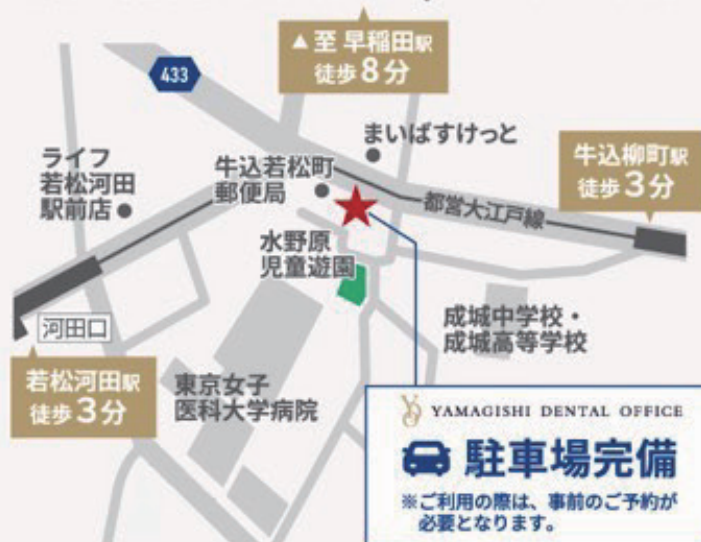 ▲至 早稲田駅
徒歩8分
433
まいばすけっと
牛込柳町駅
徒歩3分
ライフ
若松河田
駅前店
牛込若松町
郵便局
都営大江戸線
水野原
児童遊園
河田口
成城中学校・
成城高等学校
若松河田駅
徒歩3分
東京女子
医科大学病院
YAMAGISHI DENTAL OFFICE
駐車場完備
※ご利用の際は、事前のご予約が
必要となります。